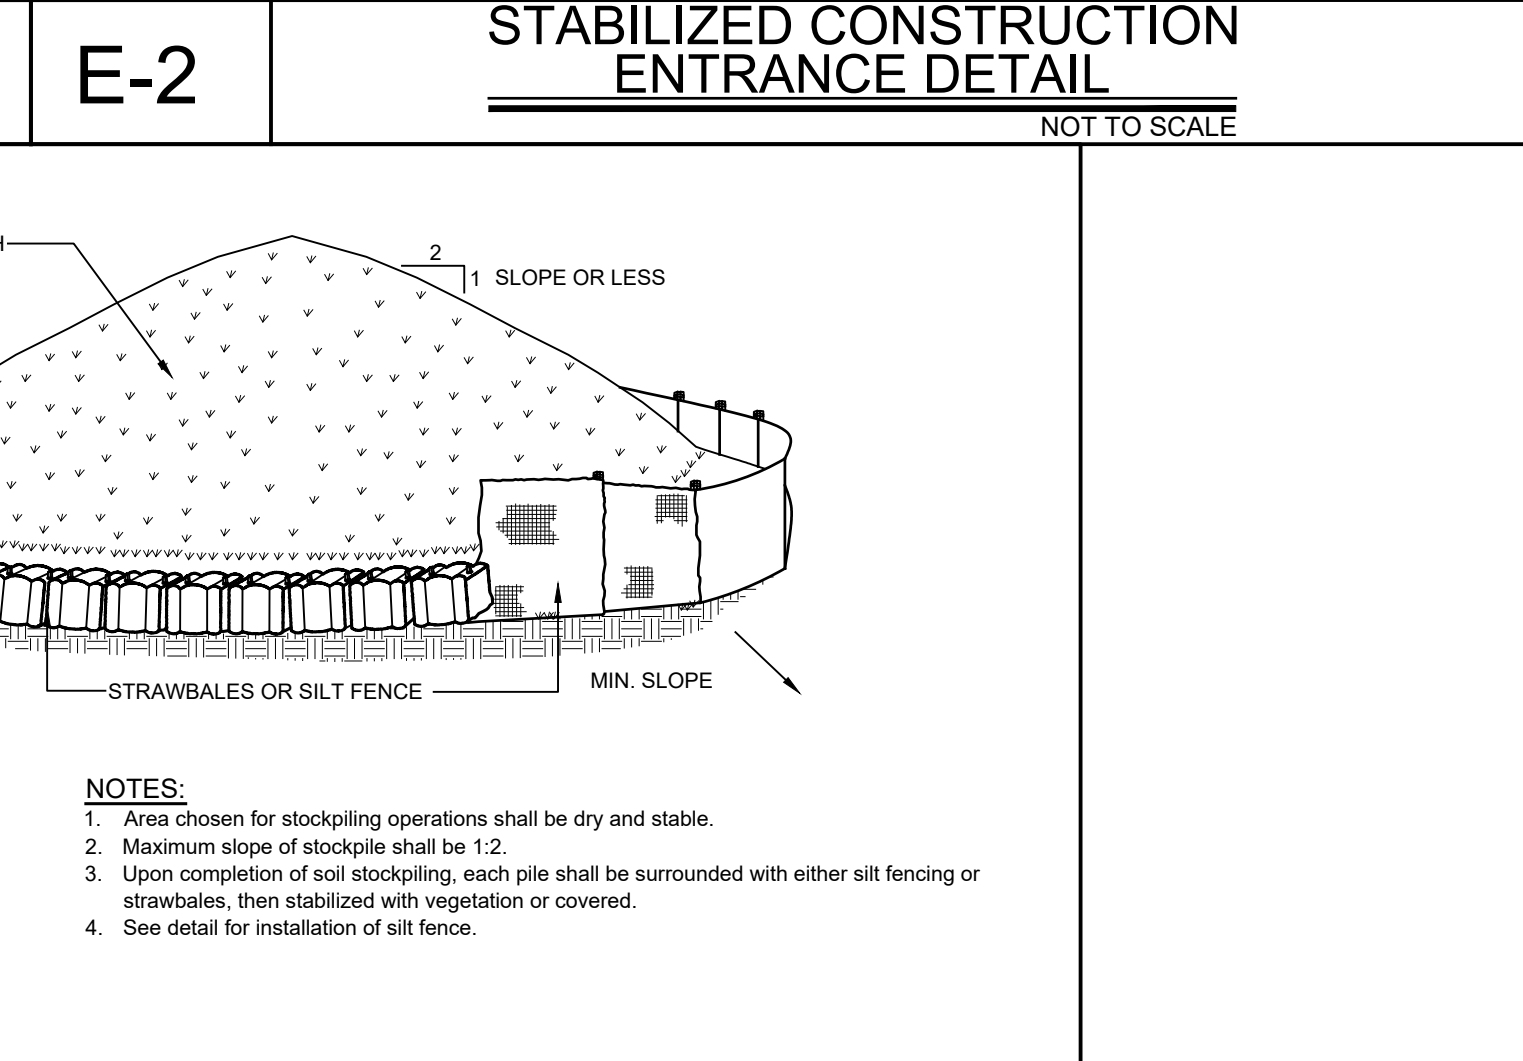 E-2
STABILIZED CONSTRUCTION
ENTRANCE DETAIL
NOT TO SCALE
2
1 SLOPE OR LESS
STRAWBALES OR SILT FENCE
MIN. SLOPE
NOTES:
1. Area chosen for stockpiling operations shall be dry and stable.
2. Maximum slope of stockpile shall be 1:2.
3. Upon completion of soil stockpiling, each pile shall be surrounded with either silt fencing or
strawbales, then stabilized with vegetation or covered.
4. See detail for installation of silt fence.